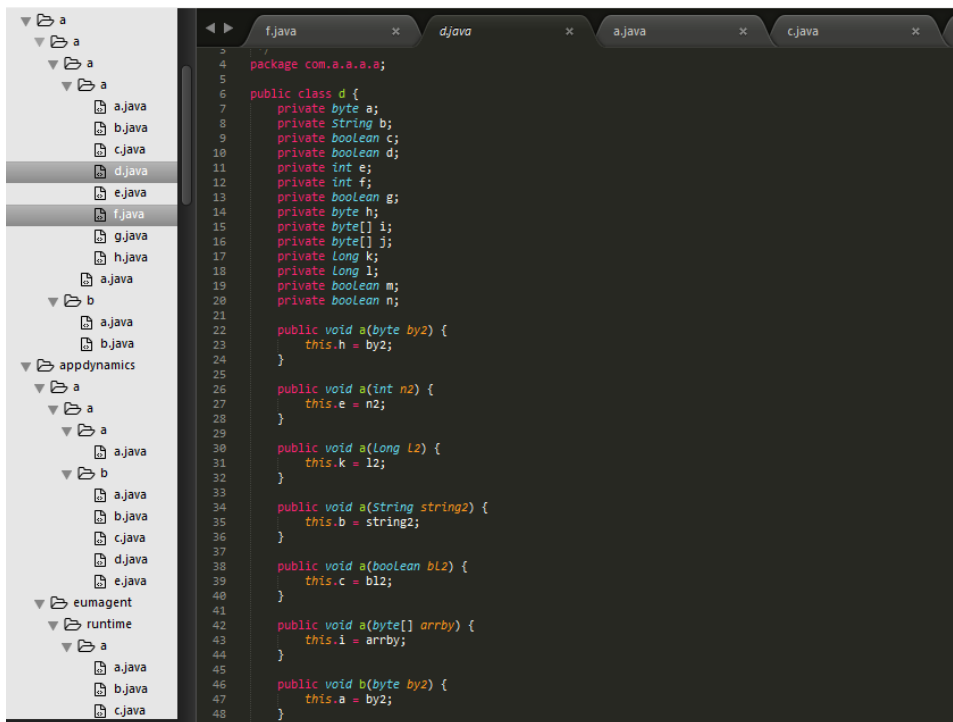 a
a
a
a
a.java
b.java
c.java
d.java
e.java
f.java
g.java
h.java
a.java
b
a.java
b.java
appdynamics
a
a
a
a.java
b
a.java
b.java
c.java
d.java
e.java
eumagent
runtime
a
a.java
b.java
c.java
f.java × d.java × a.java × c.java ×
3 */
4 package com.a.a.a.a;
5
6 public class d {
7 private byte a;
8 private String b;
9 private boolean c;
10 private boolean d;
11 private int e;
12 private int f;
13 private boolean g;
14 private byte h;
15 private byte[] i;
16 private byte[] j;
17 private Long k;
18 private Long l;
19 private boolean m;
20 private boolean n;
21
22 public void a(byte by2) {
23 this.h = by2;
24 }
25
26 public void a(int n2) {
27 this.e = n2;
28 }
29
30 public void a(Long l2) {
31 this.k = l2;
32 }
33
34 public void a(String string2) {
35 this.b = string2;
36 }
37
38 public void a(boolean bl2) {
39 this.c = bl2;
40 }
41
42 public void a(byte[] arrby) {
43 this.i = arrby;
44 }
45
46 public void b(byte by2) {
47 this.a = by2;
48 }